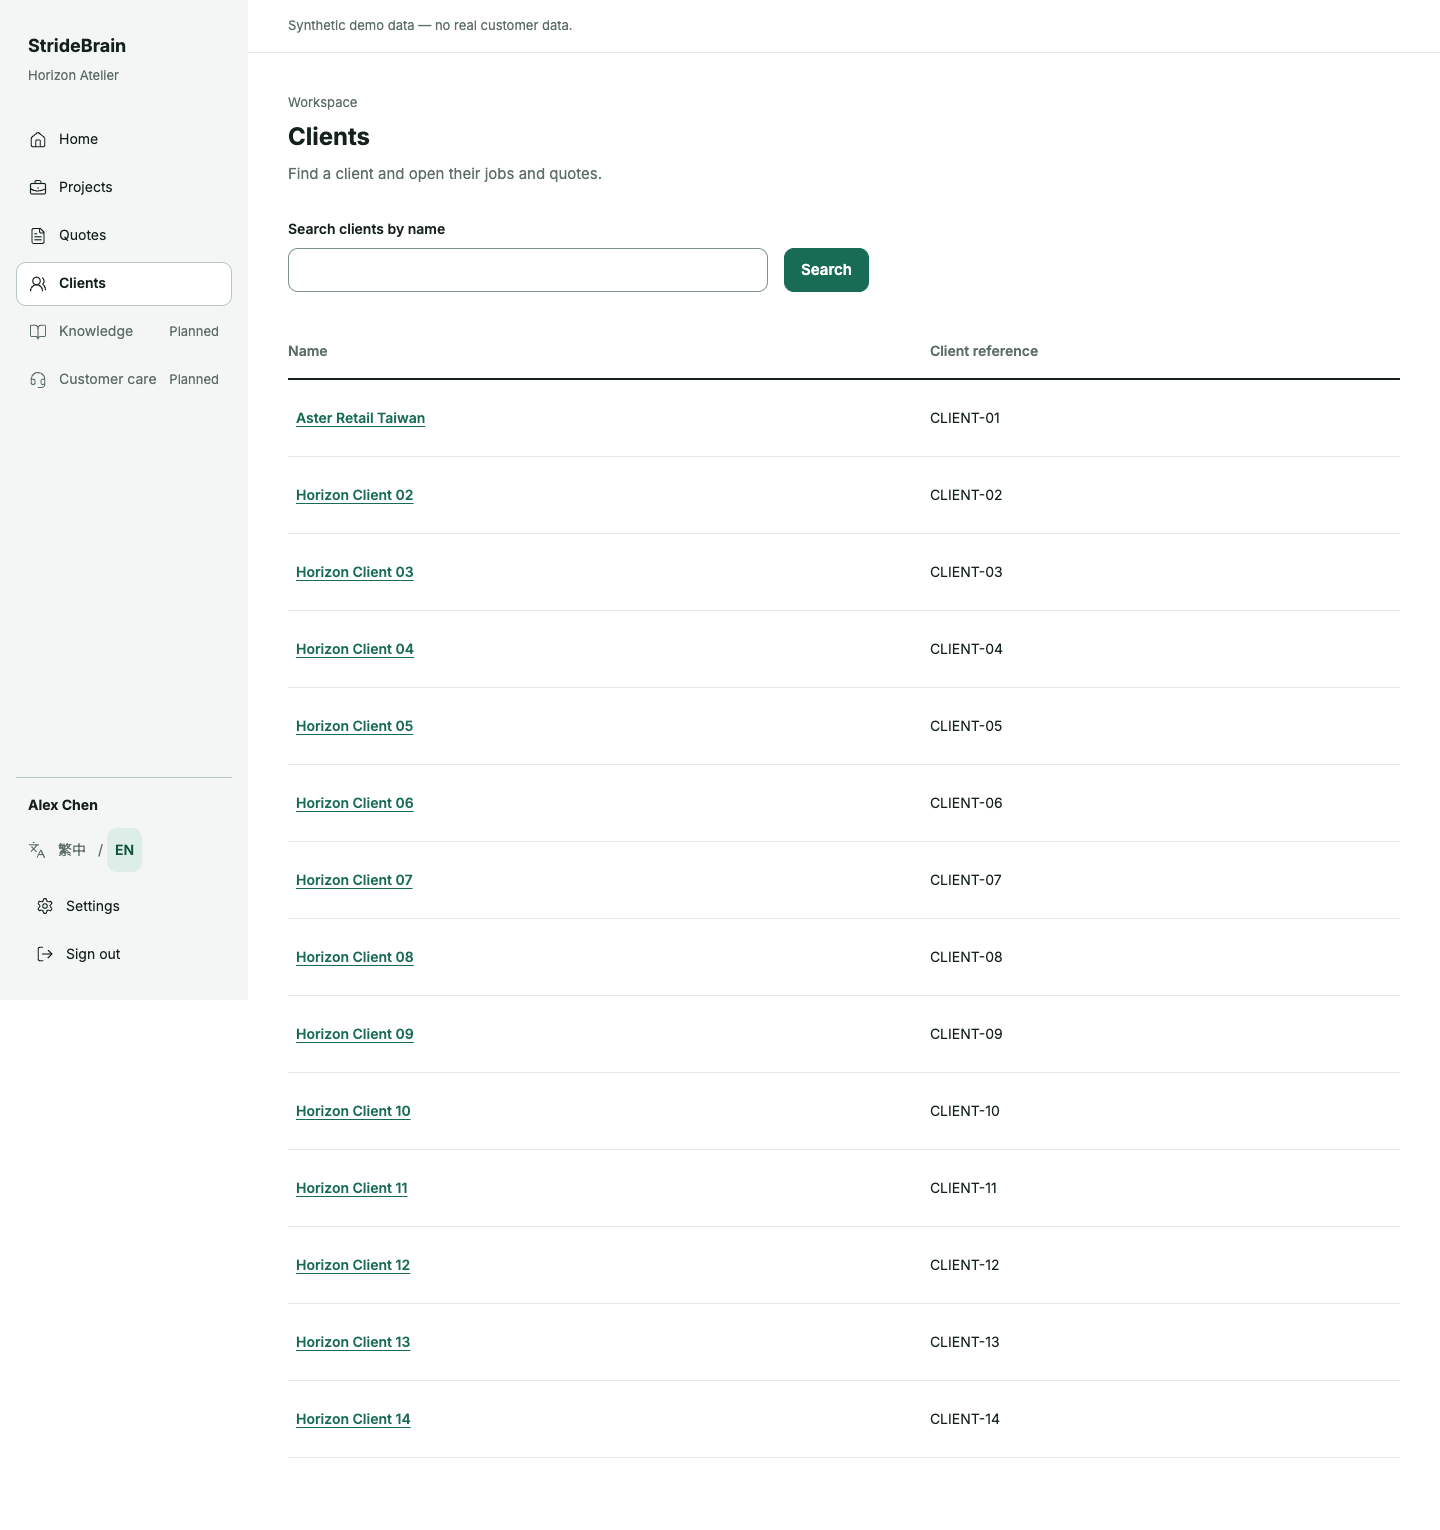 StrideBrain
Horizon Atelier
Home
Projects
Quotes
Clients
Knowledge Planned
Customer care Planned
Alex Chen
繁中 / EN
Settings
Sign out
Synthetic demo data — no real customer data.
Workspace
Clients
Find a client and open their jobs and quotes.
Search clients by name
Search
Name Client reference
Aster Retail Taiwan CLIENT-01
Horizon Client 02 CLIENT-02
Horizon Client 03 CLIENT-03
Horizon Client 04 CLIENT-04
Horizon Client 05 CLIENT-05
Horizon Client 06 CLIENT-06
Horizon Client 07 CLIENT-07
Horizon Client 08 CLIENT-08
Horizon Client 09 CLIENT-09
Horizon Client 10 CLIENT-10
Horizon Client 11 CLIENT-11
Horizon Client 12 CLIENT-12
Horizon Client 13 CLIENT-13
Horizon Client 14 CLIENT-14